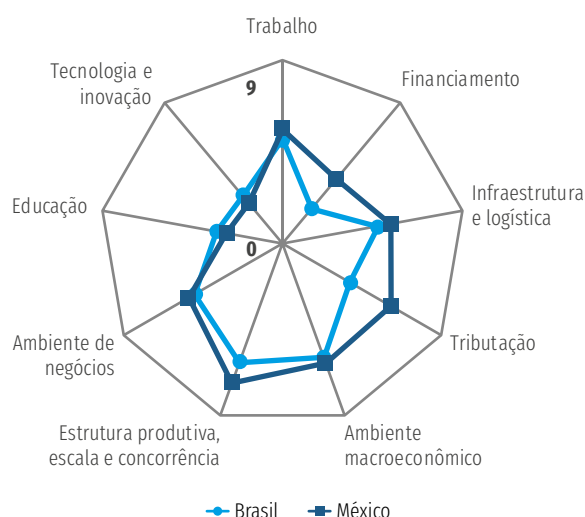 Trabalho
Tecnologia e
inovação
9
Financiamento
Educação
Infraestrutura
e logística
0
Ambiente de
negócios
Tributação
Estrutura produtiva,
escala e concorrência
Ambiente
macroeconômico
Brasil
México